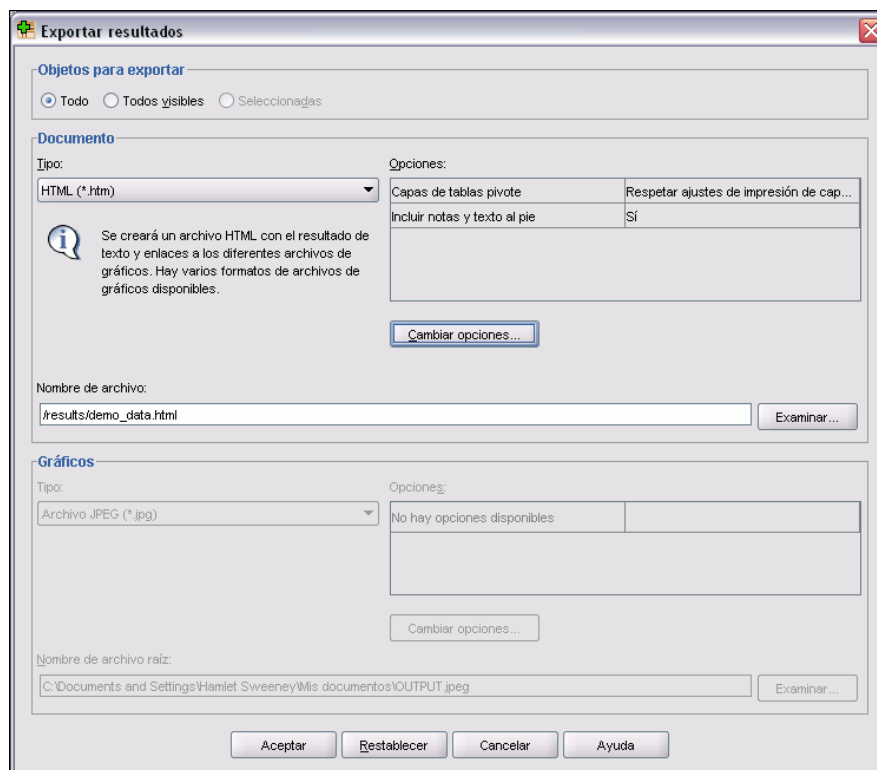 Exportar resultados
Objetos para exportar
Todo
Todos visibles
Seleccionadas
Documento
Tipo:
HTML (*.htm)
Se creará un archivo HTML con el resultado de
texto y enlaces a los diferentes archivos de
gráficos. Hay varios formatos de archivos de
gráficos disponibles.
Opciones:
Capas de tablas pivote
Respetar ajustes de impresión de cap...
Incluir notas y texto al pie
Sí
Cambiar opciones...
Nombre de archivo:
/results/demo_data.html
Examinar...
Gráficos
Tipo:
Archivo JPEG (*.jpg)
Opciones:
No hay opciones disponibles
Cambiar opciones...
Nombre de archivo raíz:
C:\Documents and Settings\Hamlet Sweeney\Mis documentos\OUTPUT.jpeg
Examinar...
Aceptar
Restablecer
Cancelar
Ayuda